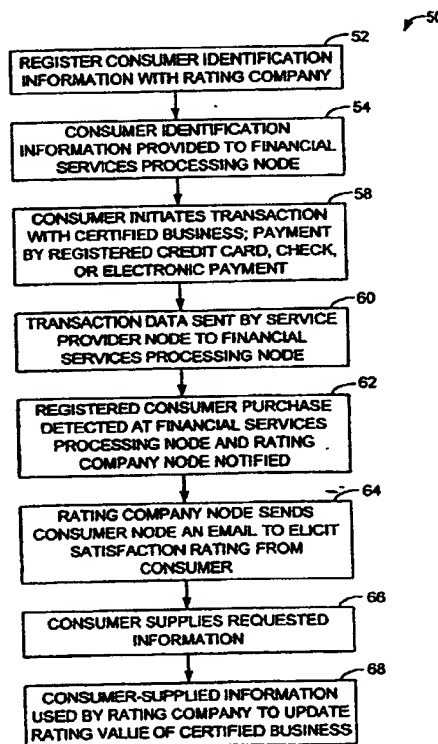 50
52
REGISTER CONSUMER IDENTIFICATION
INFORMATION WITH RATING COMPANY
54
CONSUMER IDENTIFICATION
INFORMATION PROVIDED TO FINANCIAL
SERVICES PROCESSING NODE
58
CONSUMER INITIATES TRANSACTION
WITH CERTIFIED BUSINESS; PAYMENT
BY REGISTERED CREDIT CARD, CHECK,
OR ELECTRONIC PAYMENT
60
TRANSACTION DATA SENT BY SERVICE
PROVIDER NODE TO FINANCIAL
SERVICES PROCESSING NODE
62
REGISTERED CONSUMER PURCHASE
DETECTED AT FINANCIAL SERVICES
PROCESSING NODE AND RATING
COMPANY NODE NOTIFIED
64
RATING COMPANY NODE SENDS
CONSUMER NODE AN EMAIL TO ELICIT
SATISFACTION RATING FROM
CONSUMER
66
CONSUMER SUPPLIES REQUESTED
INFORMATION
68
CONSUMER-SUPPLIED INFORMATION
USED BY RATING COMPANY TO UPDATE
RATING VALUE OF CERTIFIED BUSINESS